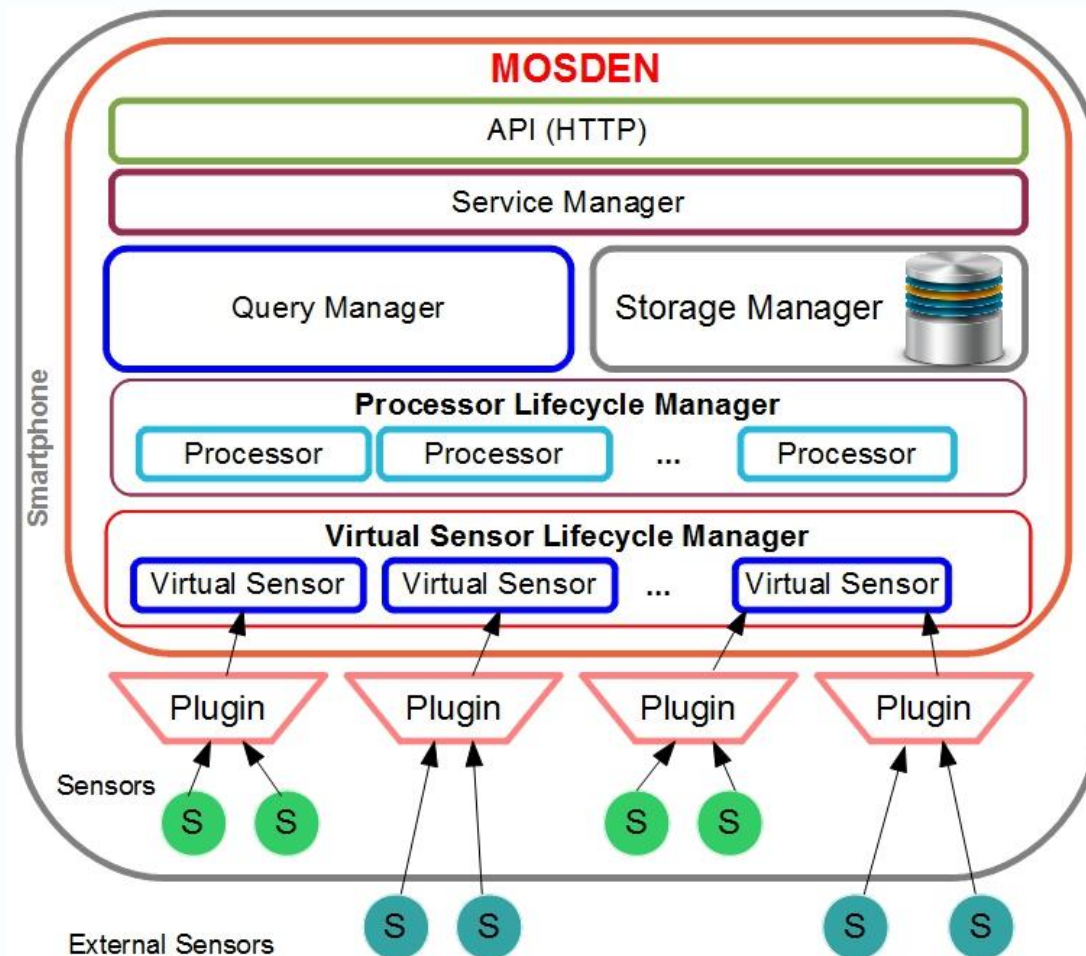 MOSDEN
API (HTTP)
Service Manager
Query Manager
Storage Manager
Smartphone
Processor Lifecycle Manager
Processor
Processor
...
Processor
Virtual Sensor Lifecycle Manager
Virtual Sensor
Virtual Sensor
...
Virtual Sensor
Plugin
Plugin
Plugin
Plugin
Sensors
S
S
S
S
S
S
S
S
External Sensors